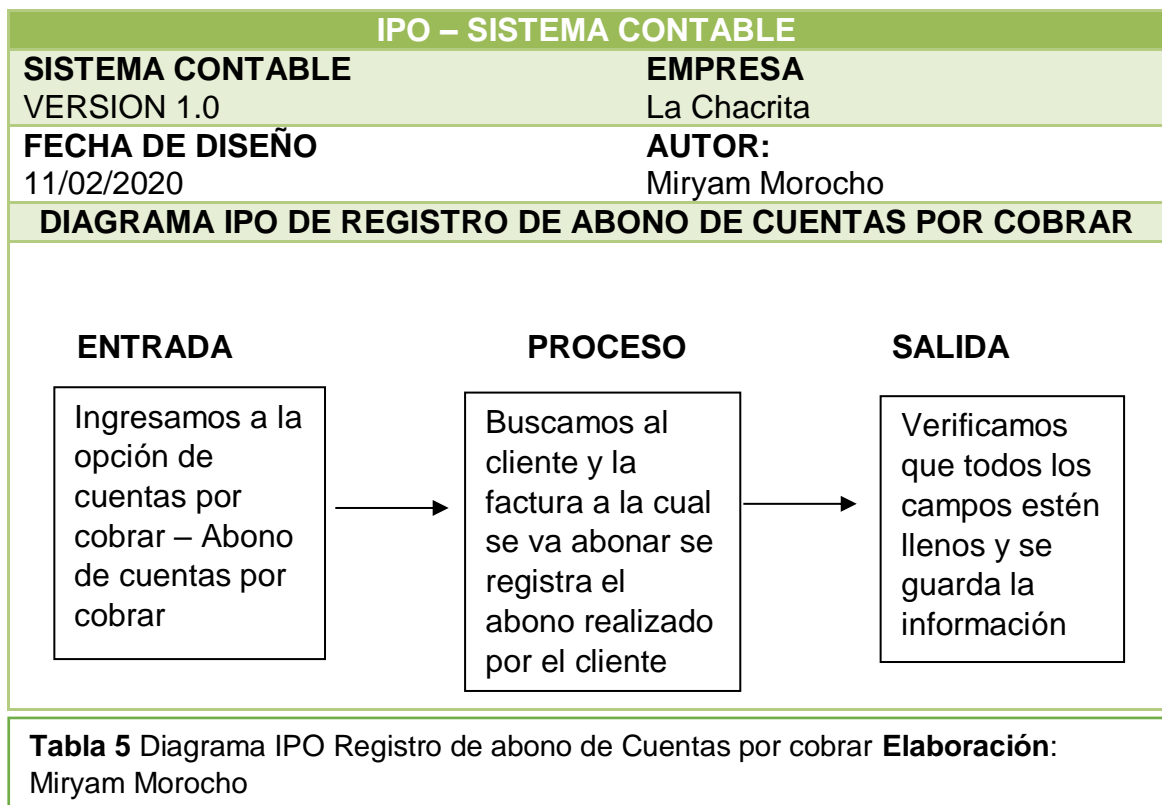 IPO – SISTEMA CONTABLE
SISTEMA CONTABLE
VERSION 1.0
EMPRESA
La Chacrita
FECHA DE DISEÑO
11/02/2020
AUTOR:
Miryam Morocho
DIAGRAMA IPO DE REGISTRO DE ABONO DE CUENTAS POR COBRAR
ENTRADA
Ingresamos a la
opción de
cuentas por
cobrar – Abono
de cuentas por
cobrar
PROCESO
Buscamos al
cliente y la
factura a la cual
se va abonar se
registra el
abono realizado
por el cliente
SALIDA
Verificamos
que todos los
campos estén
llenos y se
guarda la
información
Tabla 5 Diagrama IPO Registro de abono de Cuentas por cobrar Elaboración:
Miryam Morocho